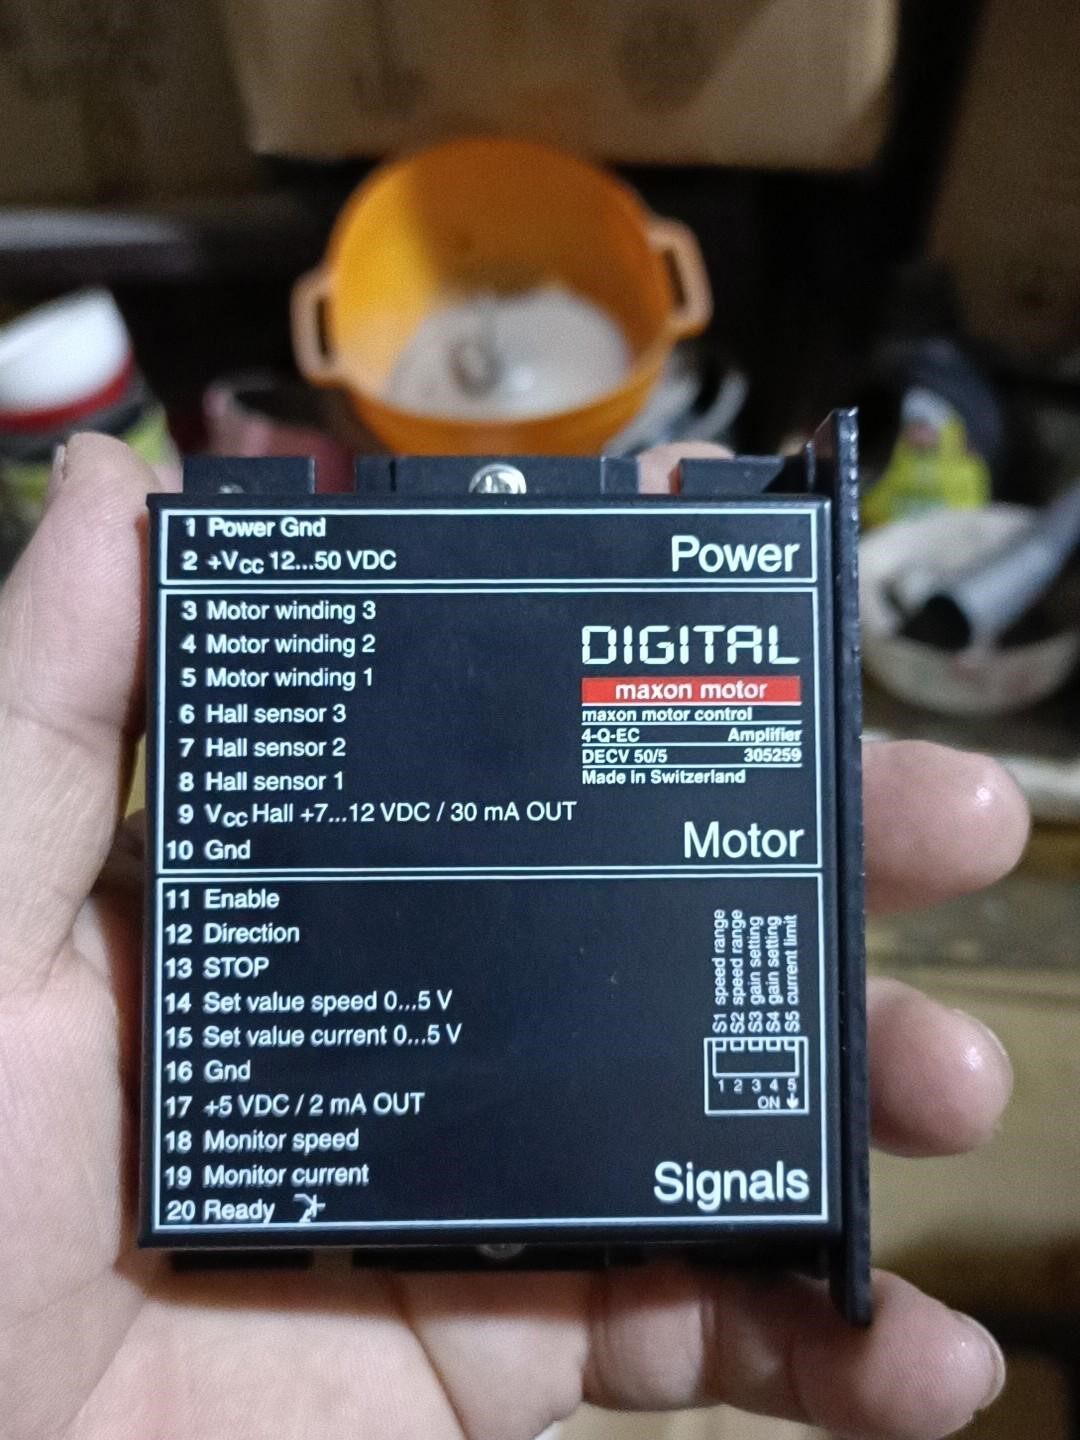 1 Power Gnd
2 +Vcc 12...50 VDC
Power
3 Motor winding 3
4 Motor winding 2
5 Motor winding 1
6 Hall sensor 3
7 Hall sensor 2
8 Hall sensor 1
9 Vcc Hall +7...12 VDC / 30 mA OUT
10 Gnd
DIGITAL
maxon motor
maxon motor control
4-Q-EC Amplifier
DECV 50/5 305259
Made in Switzerland
Motor
11 Enable
12 Direction
13 STOP
14 Set value speed 0...5 V
15 Set value current 0...5 V
16 Gnd
17 +5 VDC / 2 mA OUT
18 Monitor speed
19 Monitor current
20 Ready
S1 speed range
S2 speed range
S3 gain setting
S4 gain setting
S5 current limit
1 2 3 4 5
ON
Signals